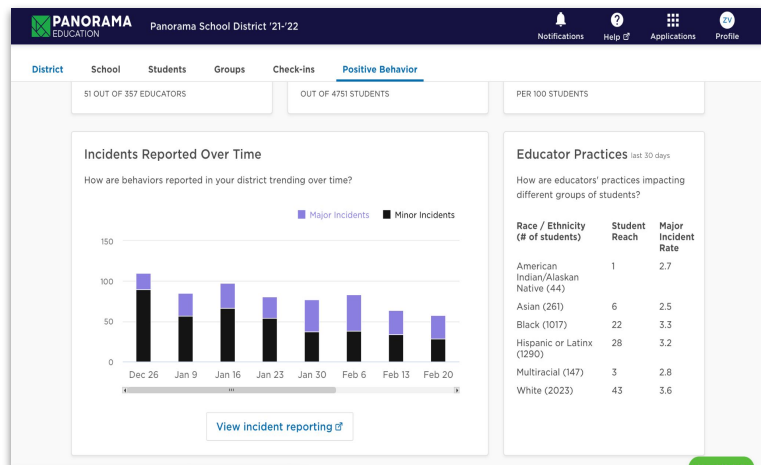 PANORAMA
EDUCATION
Panorama School District '21-'22
Notifications
?
Help
Applications
ZV
Profile
District School Students Groups Check-ins Positive Behavior
51 OUT OF 357 EDUCATORS
OUT OF 4751 STUDENTS
PER 100 STUDENTS
Incidents Reported Over Time
How are behaviors reported in your district trending over time?
Major Incidents Minor Incidents
150
100
50
0
Dec 26 Jan 9 Jan 16 Jan 23 Jan 30 Feb 6 Feb 13 Feb 20
View incident reporting
Educator Practices last 30 days
How are educators' practices impacting
different groups of students?
Race / Ethnicity Student Major
(# of students) Reach Incident
Rate
American 1 2.7
Indian/Alaskan
Native (44)
Asian (261) 6 2.5
Black (1017) 22 3.3
Hispanic or Latinx 28 3.2
(1290)
Multiracial (147) 3 2.8
White (2023) 43 3.6